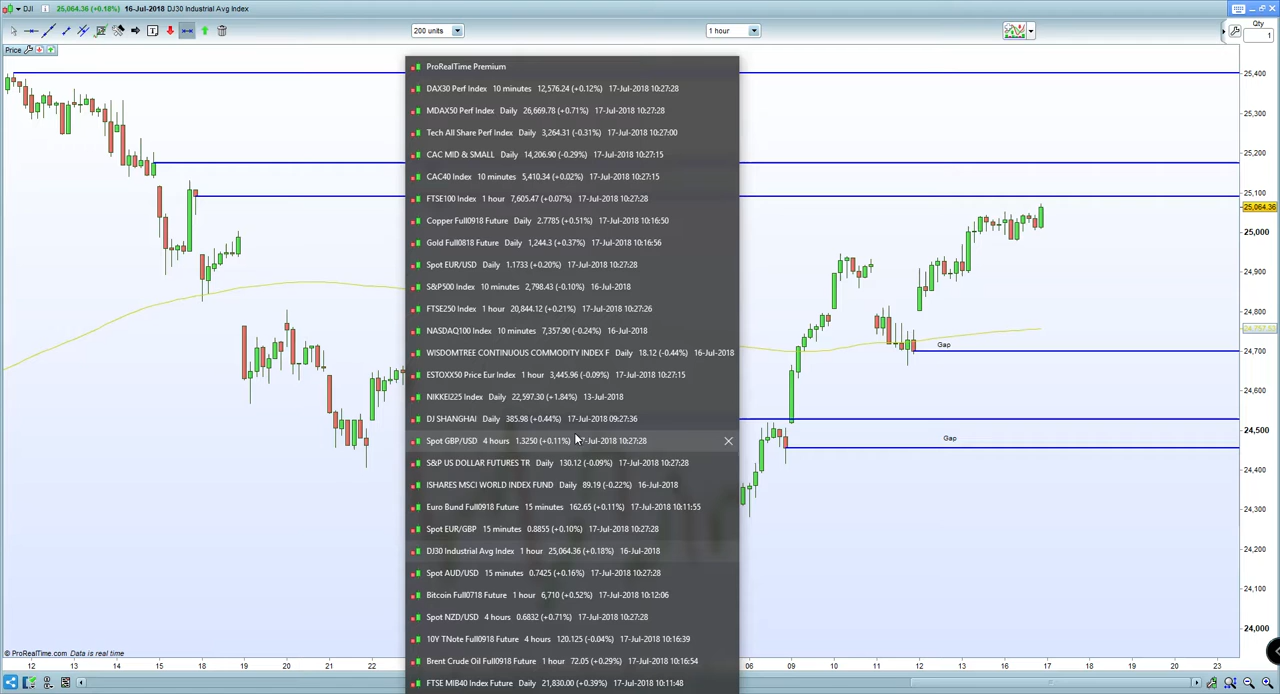 DJI 25,064.36 (+0.18%) 16-Jul-2018 DJ30 Industrial Avg Index
200 units
1 hour
Qty
1
Price
ProRealTime Premium
DAX30 Perf Index 10 minutes 12,576.24 (+0.12%) 17-Jul-2018 10:27:28
MDAX50 Perf Index Daily 26,669.78 (+0.71%) 17-Jul-2018 10:27:28
Tech All Share Perf Index Daily 3,264.31 (-0.31%) 17-Jul-2018 10:27:00
CAC MID & SMALL Daily 14,206.90 (-0.29%) 17-Jul-2018 10:27:15
CAC40 Index 10 minutes 5,410.34 (+0.02%) 17-Jul-2018 10:27:15
FTSE100 Index 1 hour 7,605.47 (+0.07%) 17-Jul-2018 10:27:28
Copper Full0918 Future Daily 2.7785 (+0.51%) 17-Jul-2018 10:16:50
Gold Full0818 Future Daily 1,244.3 (+0.37%) 17-Jul-2018 10:16:56
Spot EUR/USD Daily 1.1733 (+0.20%) 17-Jul-2018 10:27:28
S&P500 Index 10 minutes 2,798.43 (-0.10%) 16-Jul-2018
FTSE250 Index 1 hour 20,844.12 (+0.21%) 17-Jul-2018 10:27:26
NASDAQ100 Index 10 minutes 7,357.90 (-0.24%) 16-Jul-2018
WISDOMTREE CONTINUOUS COMMODITY INDEX F Daily 18.12 (-0.44%) 16-Jul-2018
ESTOXX50 Price Eur Index 1 hour 3,445.96 (-0.09%) 17-Jul-2018 10:27:15
NIKKEI225 Index Daily 22,597.30 (+1.84%) 13-Jul-2018
DJ SHANGHAI Daily 385.98 (+0.44%) 17-Jul-2018 09:27:36
Spot GBP/USD 4 hours 1.3250 (+0.11%) 17-Jul-2018 10:27:28
S&P US DOLLAR FUTURES TR Daily 130.12 (-0.09%) 17-Jul-2018 10:27:28
ISHARES MSCI WORLD INDEX FUND Daily 89.19 (-0.22%) 16-Jul-2018
Euro Bund Full0918 Future 15 minutes 162.65 (+0.11%) 17-Jul-2018 10:11:55
Spot EUR/GBP 15 minutes 0.8855 (+0.10%) 17-Jul-2018 10:27:28
DJ30 Industrial Avg Index 1 hour 25,064.36 (+0.18%) 16-Jul-2018
Spot AUD/USD 15 minutes 0.7425 (+0.16%) 17-Jul-2018 10:27:28
Bitcoin Full0718 Future 1 hour 6,710 (+0.52%) 17-Jul-2018 10:12:06
Spot NZD/USD 4 hours 0.6832 (+0.71%) 17-Jul-2018 10:27:28
10Y TNote Full0918 Future 4 hours 120.125 (-0.04%) 17-Jul-2018 10:16:39
Brent Crude Oil Full0918 Future 1 hour 72.05 (+0.29%) 17-Jul-2018 10:16:54
FTSE MIB40 Index Future Daily 21,830.00 (+0.39%) 17-Jul-2018 10:11:48
Gap
Gap
25,400
25,300
25,200
25,100
25,064.36
25,000
24,900
24,800
24,757.53
24,700
24,600
24,500
24,400
24,300
24,200
24,100
24,000
© ProRealTime.com Data is real time
12 13 14 15 18 19 20 21 22 06 09 10 11 12 13 16 17 18 19 20 23